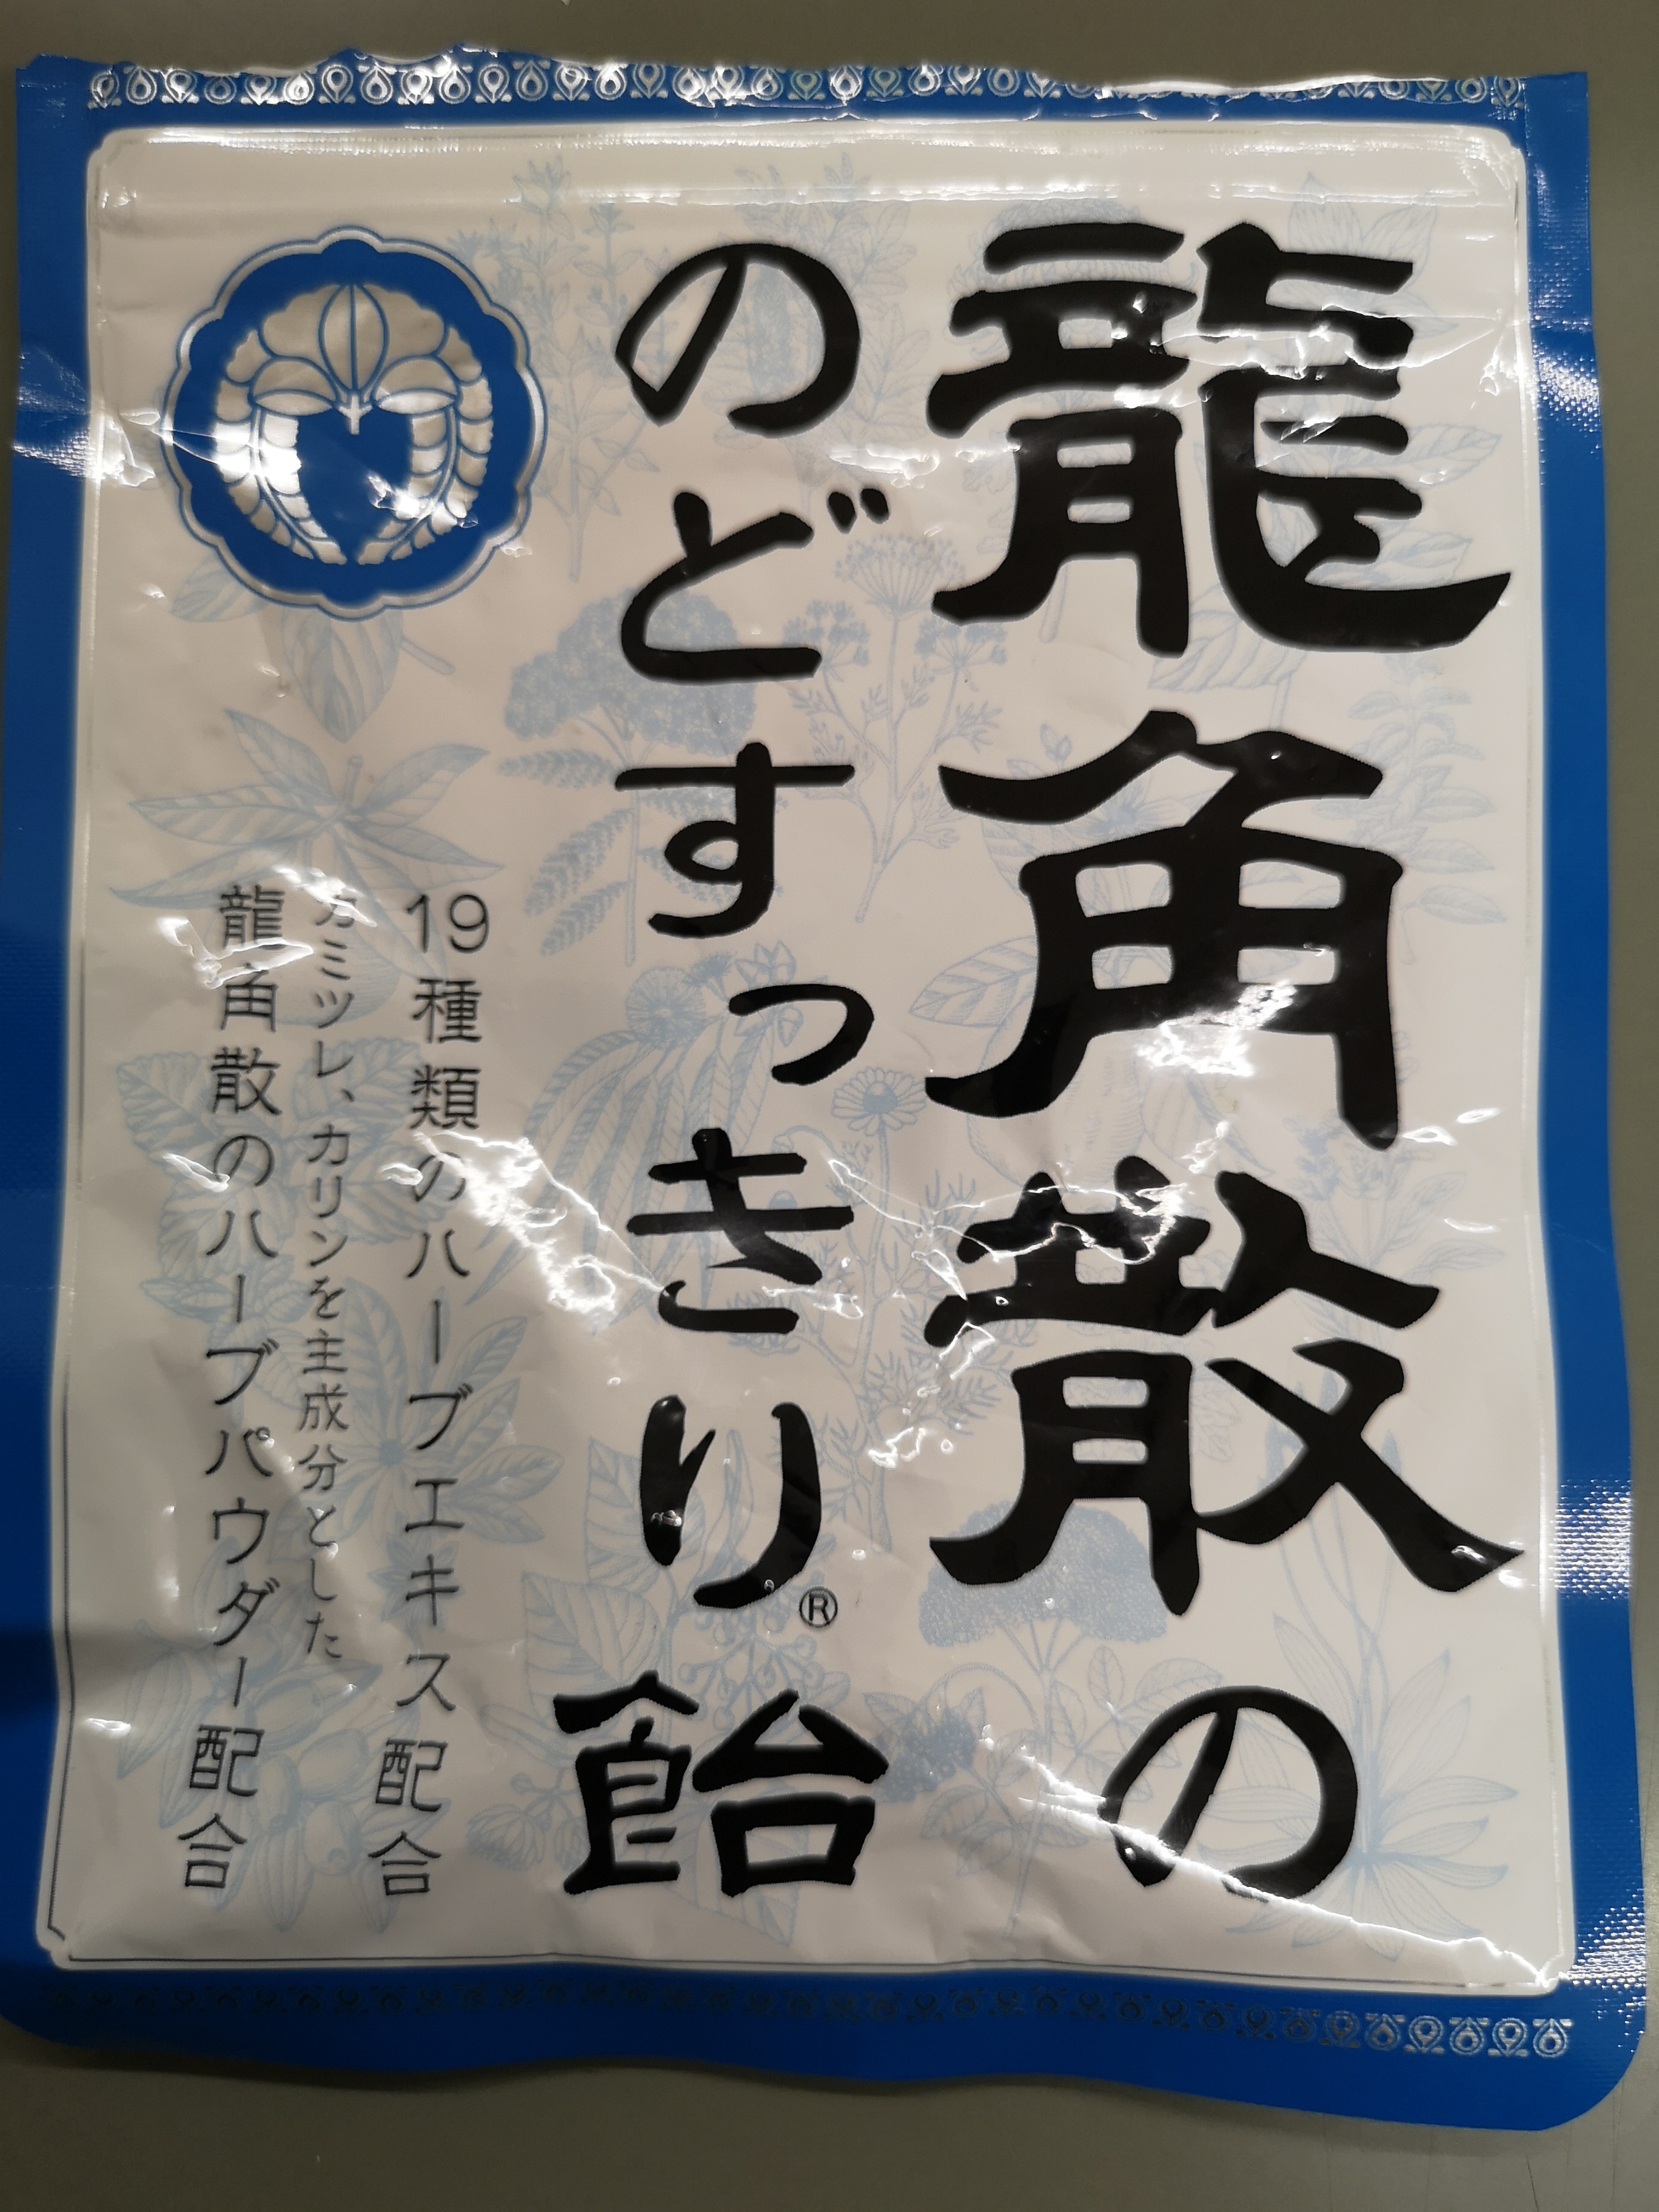 龍角散の
のどすっきり®飴
19種類のハーブエキス配合
カミツレ、カリンを主成分とした
龍角散のハーブパウダー配合